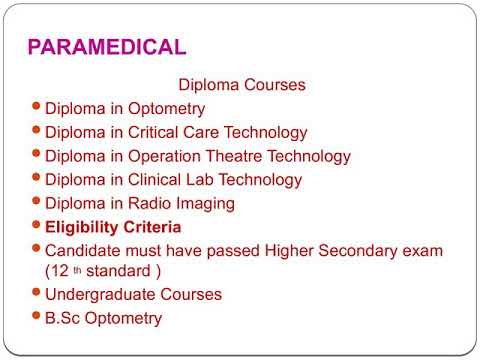 PARAMEDICAL
Diploma Courses
Diploma in Optometry
Diploma in Critical Care Technology
Diploma in Operation Theatre Technology
Diploma in Clinical Lab Technology
Diploma in Radio Imaging
Eligibility Criteria
Candidate must have passed Higher Secondary exam
(12 th standard )
Undergraduate Courses
B.Sc Optometry